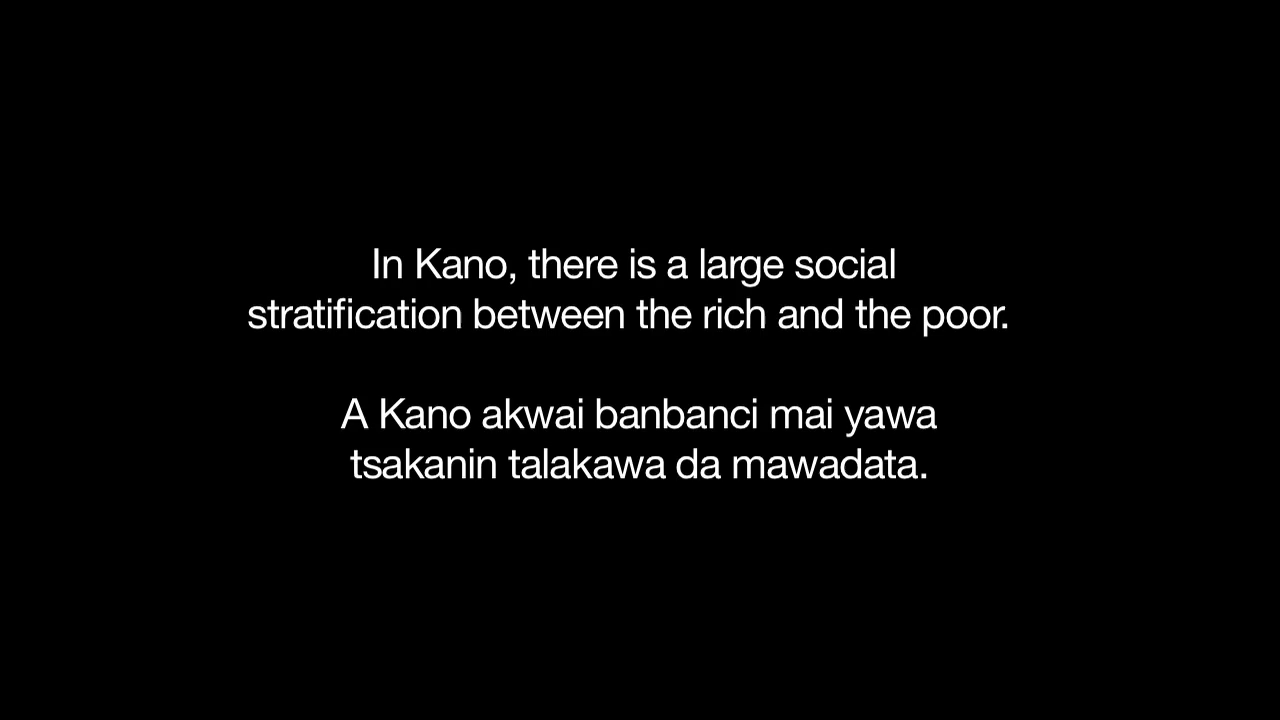 In Kano, there is a large social
stratification between the rich and the poor.
A Kano akwai banbanci mai yawa
tsakanin talakawa da mawadata.